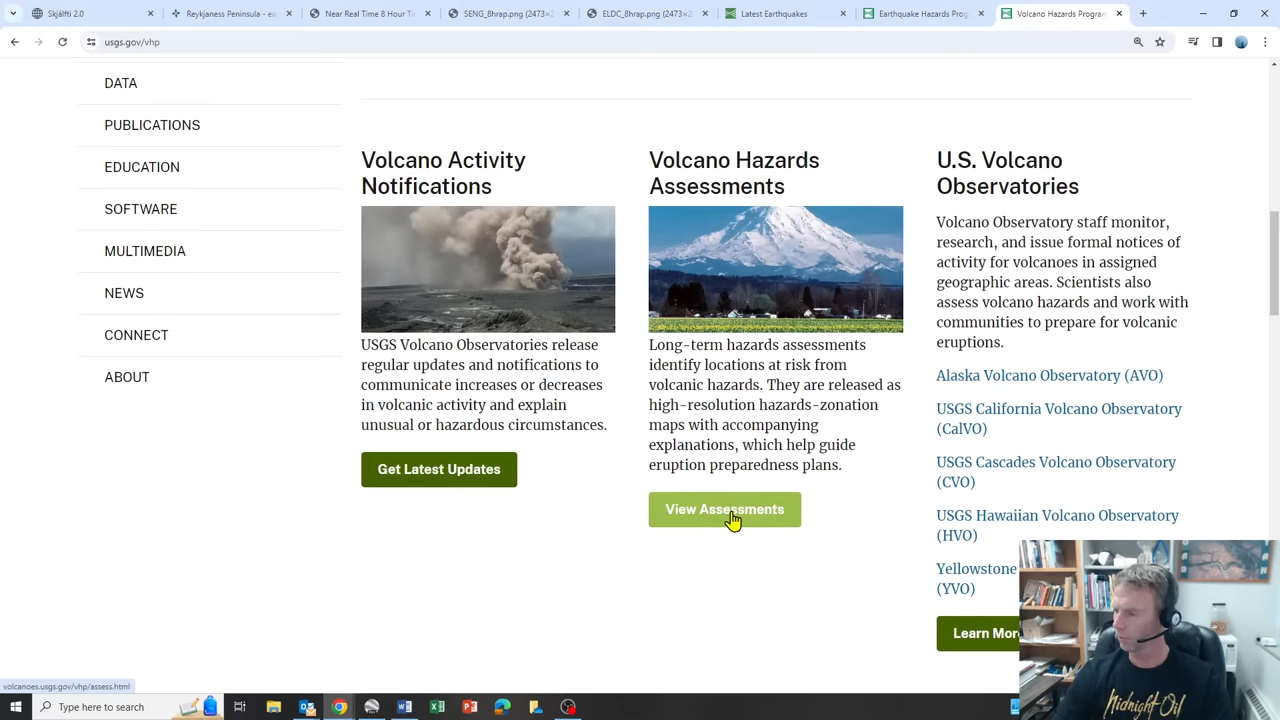 Skjálfti 2.0
Reykjaness Peninsula - ea
Near Real Time 8 Hour Ti
SENG_8hrap.png (2473×2
ELDC_8hrap.png (2473×2
Latest Earthquakes
Earthquake Hazards Prog
Volcano Hazards Program
usgs.gov/vhp
DATA
PUBLICATIONS
EDUCATION
SOFTWARE
MULTIMEDIA
NEWS
CONNECT
ABOUT
Volcano Activity
Notifications
USGS Volcano Observatories release
regular updates and notifications to
communicate increases or decreases
in volcanic activity and explain
unusual or hazardous circumstances.
Get Latest Updates
Volcano Hazards
Assessments
Long-term hazards assessments
identify locations at risk from
volcanic hazards. They are released as
high-resolution hazards-zonation
maps with accompanying
explanations, which help guide
eruption preparedness plans.
View Assessments
U.S. Volcano
Observatories
Volcano Observatory staff monitor,
research, and issue formal notices of
activity for volcanoes in assigned
geographic areas. Scientists also
assess volcano hazards and work with
communities to prepare for volcanic
eruptions.
Alaska Volcano Observatory (AVO)
USGS California Volcano Observatory
(CalVO)
USGS Cascades Volcano Observatory
(CVO)
USGS Hawaiian Volcano Observatory
(HVO)
Yellowstone
(YVO)
Learn More
Midnight Oil
volcanoes.usgs.gov/vhp/assess.html
Type here to search